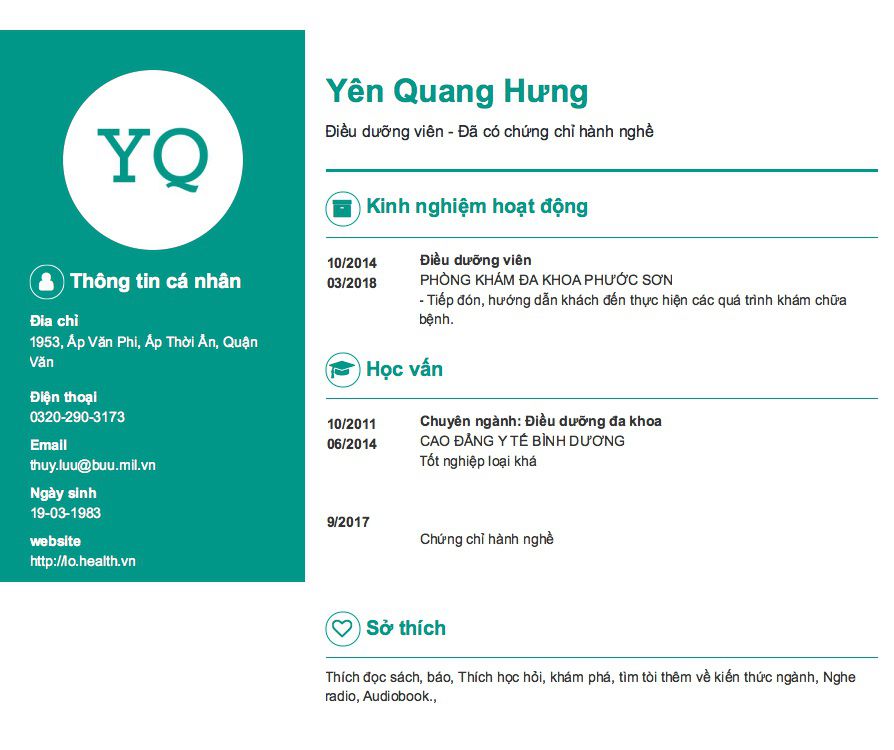 YQ
Thông tin cá nhân
Đia chỉ
1953, Ấp Văn Phi, Ấp Thời Ân, Quận
Văn
Điện thoại
0320-290-3173
Email
thuy.luu@buu.mil.vn
Ngày sinh
19-03-1983
website
http://lo.health.vn
Yên Quang Hưng
Điều dưỡng viên - Đã có chứng chỉ hành nghề
Kinh nghiệm hoạt động
10/2014
03/2018
Điều dưỡng viên
PHÒNG KHÁM ĐA KHOA PHƯỚC SƠN
- Tiếp đón, hướng dẫn khách đến thực hiện các quá trình khám chữa
bệnh.
Học vấn
10/2011
06/2014
Chuyên ngành: Điều dưỡng đa khoa
CAO ĐẲNG Y TẾ BÌNH DƯƠNG
Tốt nghiệp loại khá
9/2017
Chứng chỉ hành nghề
Sở thích
Thích đọc sách, báo, Thích học hỏi, khám phá, tìm tòi thêm về kiến thức ngành, Nghe
radio, Audiobook.,